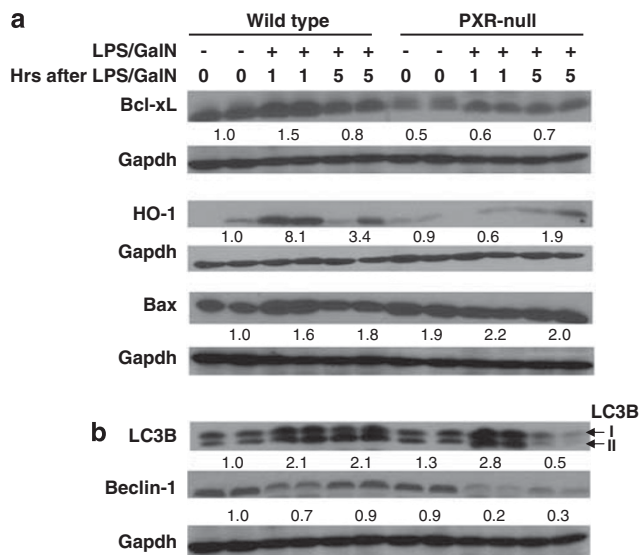 a
Wild type PXR-null
LPS/GalN - - + + + + - - + + + +
Hrs after LPS/GalN 0 0 1 1 5 5 0 0 1 1 5 5
Bcl-xL
1.0 1.5 0.8 0.5 0.6 0.7
Gapdh
HO-1
1.0 8.1 3.4 0.9 0.6 1.9
Gapdh
Bax
1.0 1.6 1.8 1.9 2.2 2.0
Gapdh
b
LC3B
LC3B
I
II
1.0 2.1 2.1 1.3 2.8 0.5
Beclin-1
1.0 0.7 0.9 0.9 0.2 0.3
Gapdh